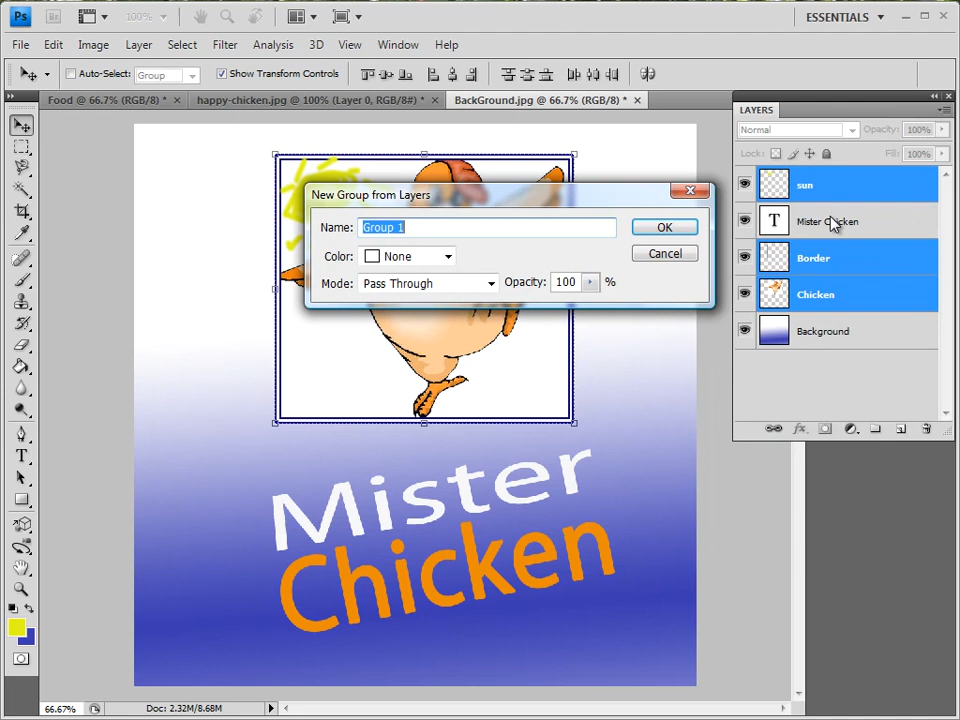 Ps Br 100% ESSENTIALS
File Edit Image Layer Select Filter Analysis 3D View Window Help
Auto-Select: Group Show Transform Controls
Food @ 66.7% (RGB/8) * × happy-chicken.jpg @ 100% (Layer 0, RGB/8#) * × BackGround.jpg @ 66.7% (RGB/8) * ×
LAYERS
Normal Opacity: 100%
Lock: Fill: 100%
sun
T Mister Chicken
Border
Chicken
Background
fx
New Group from Layers
Name: Group 1 OK
Color: None Cancel
Mode: Pass Through Opacity: 100 %
Mister
Chicken
T
66.67% Doc: 2.32M/8.68M